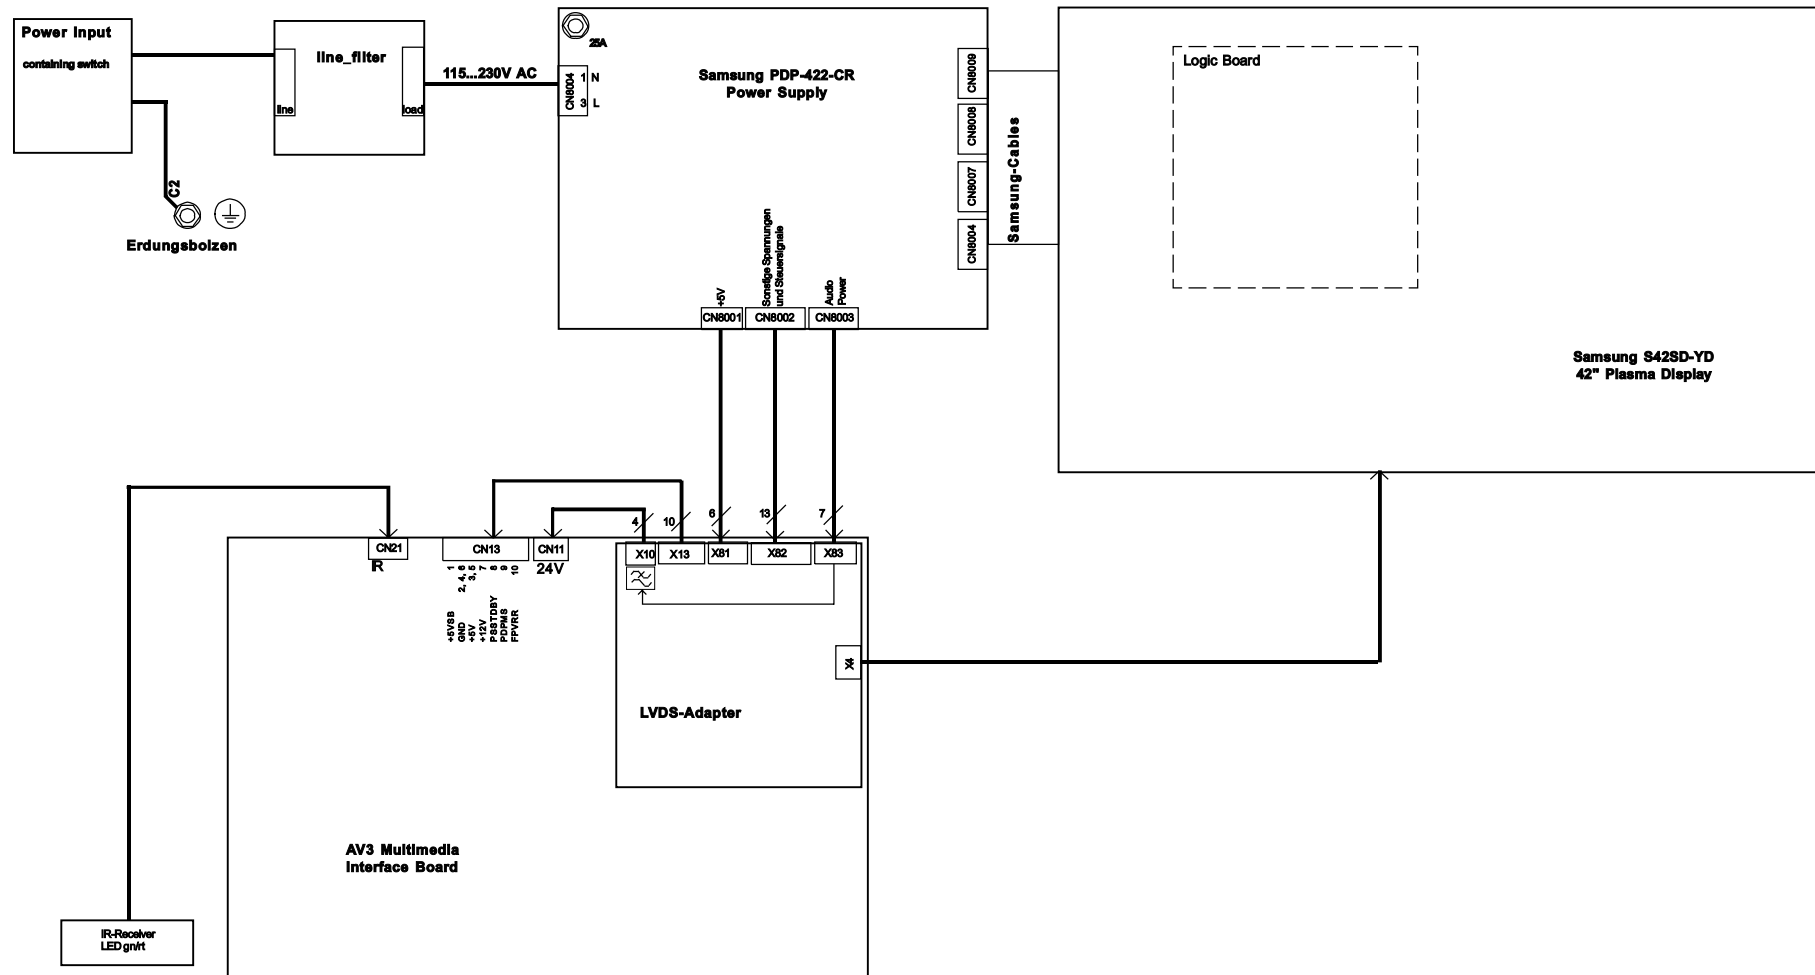 Power Input
containing switch
line_filter
line
load
C2
Erdungsbolzen
115...230V AC
25A
CN8004
1 N
3 L
Samsung PDP-422-CR
Power Supply
CN8009
CN8008
CN8007
CN8004
Samsung-Cables
+5V
Sonstige Spannungen
und Steuersignale
Audio
Power
CN8001
CN8002
CN8003
Logic Board
Samsung S42SD-YD
42" Plasma Display
4
10
6
13
7
CN21
IR
CN13
CN11
24V
X10
X13
X81
X82
X83
1
2, 4, 6
3, 5
7
8
9
10
+5VSB
GND
+5V
+12V
PSSTDBY
PDPMS
FPVRR
X4
LVDS-Adapter
AV3 Multimedia
Interface Board
IR-Receiver
LED gn/rt